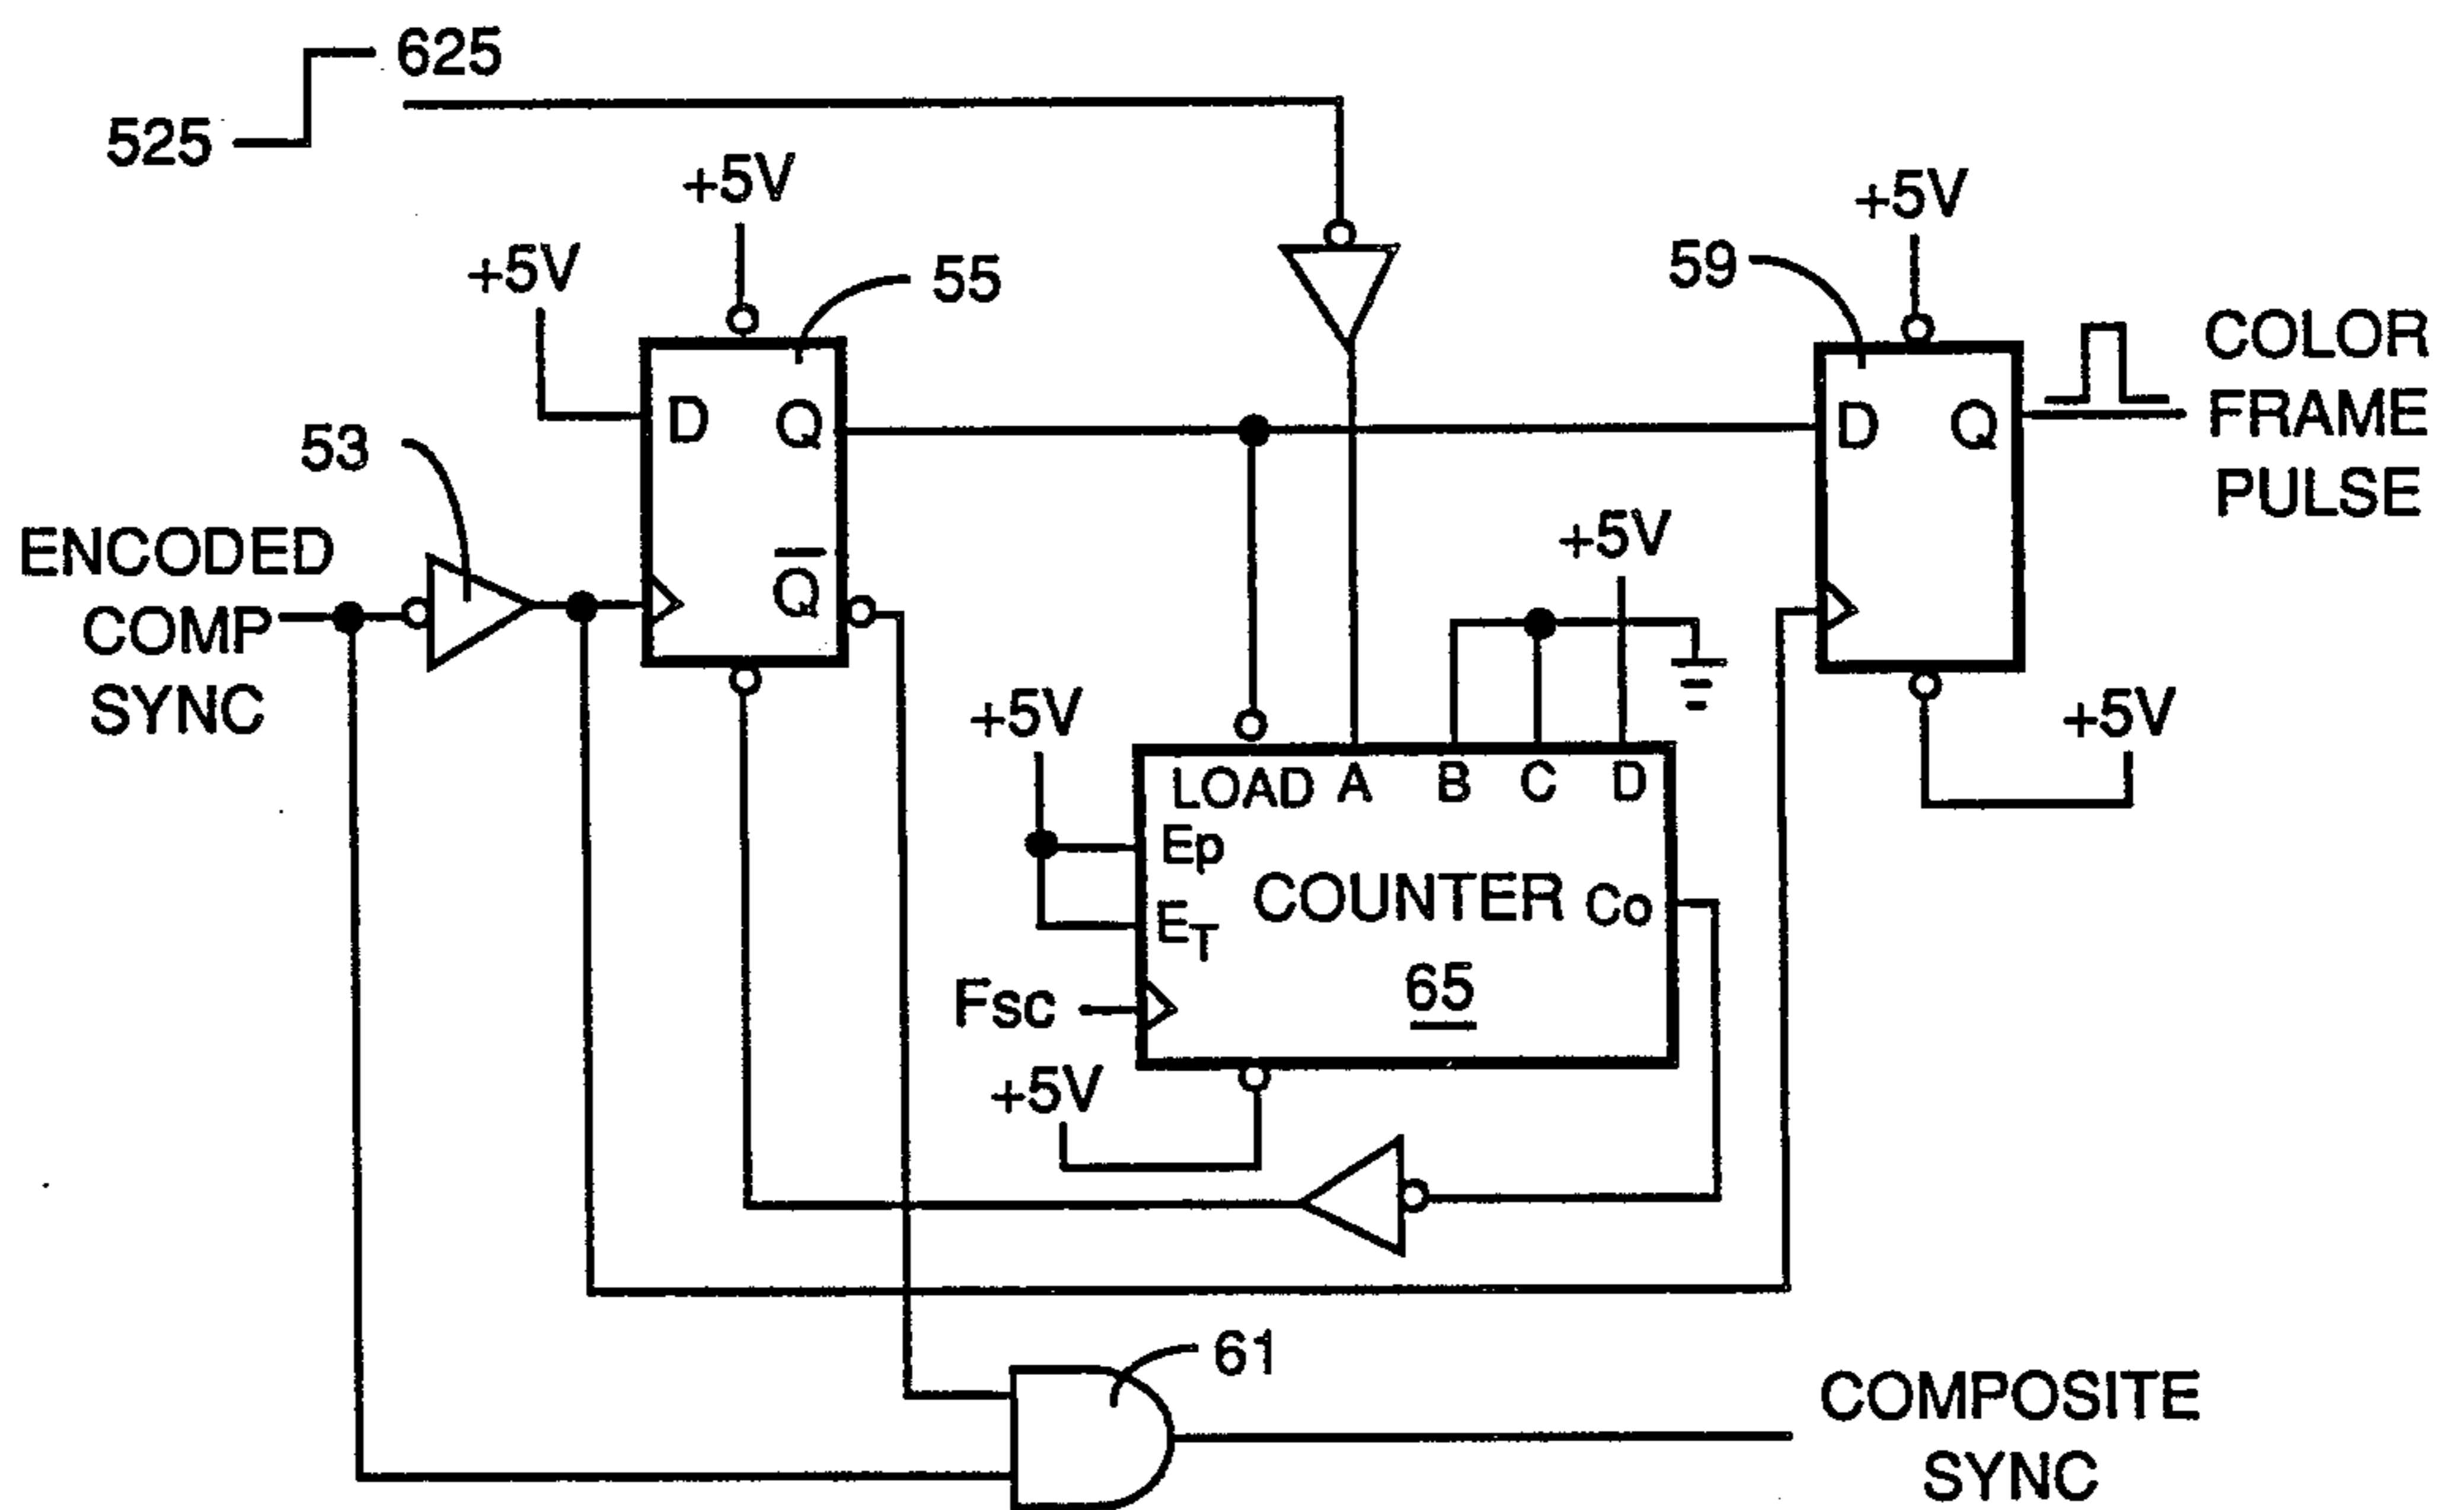 625
525
+5V
+5V
+5V
55
59
COLOR
FRAME
PULSE
D
Q
D
Q
53
ENCODED
COMP
SYNC
Q
+5V
+5V
+5V
LOAD
A
B
C
D
Ep
ET
COUNTER
Co
65
Fsc
+5V
61
COMPOSITE
SYNC